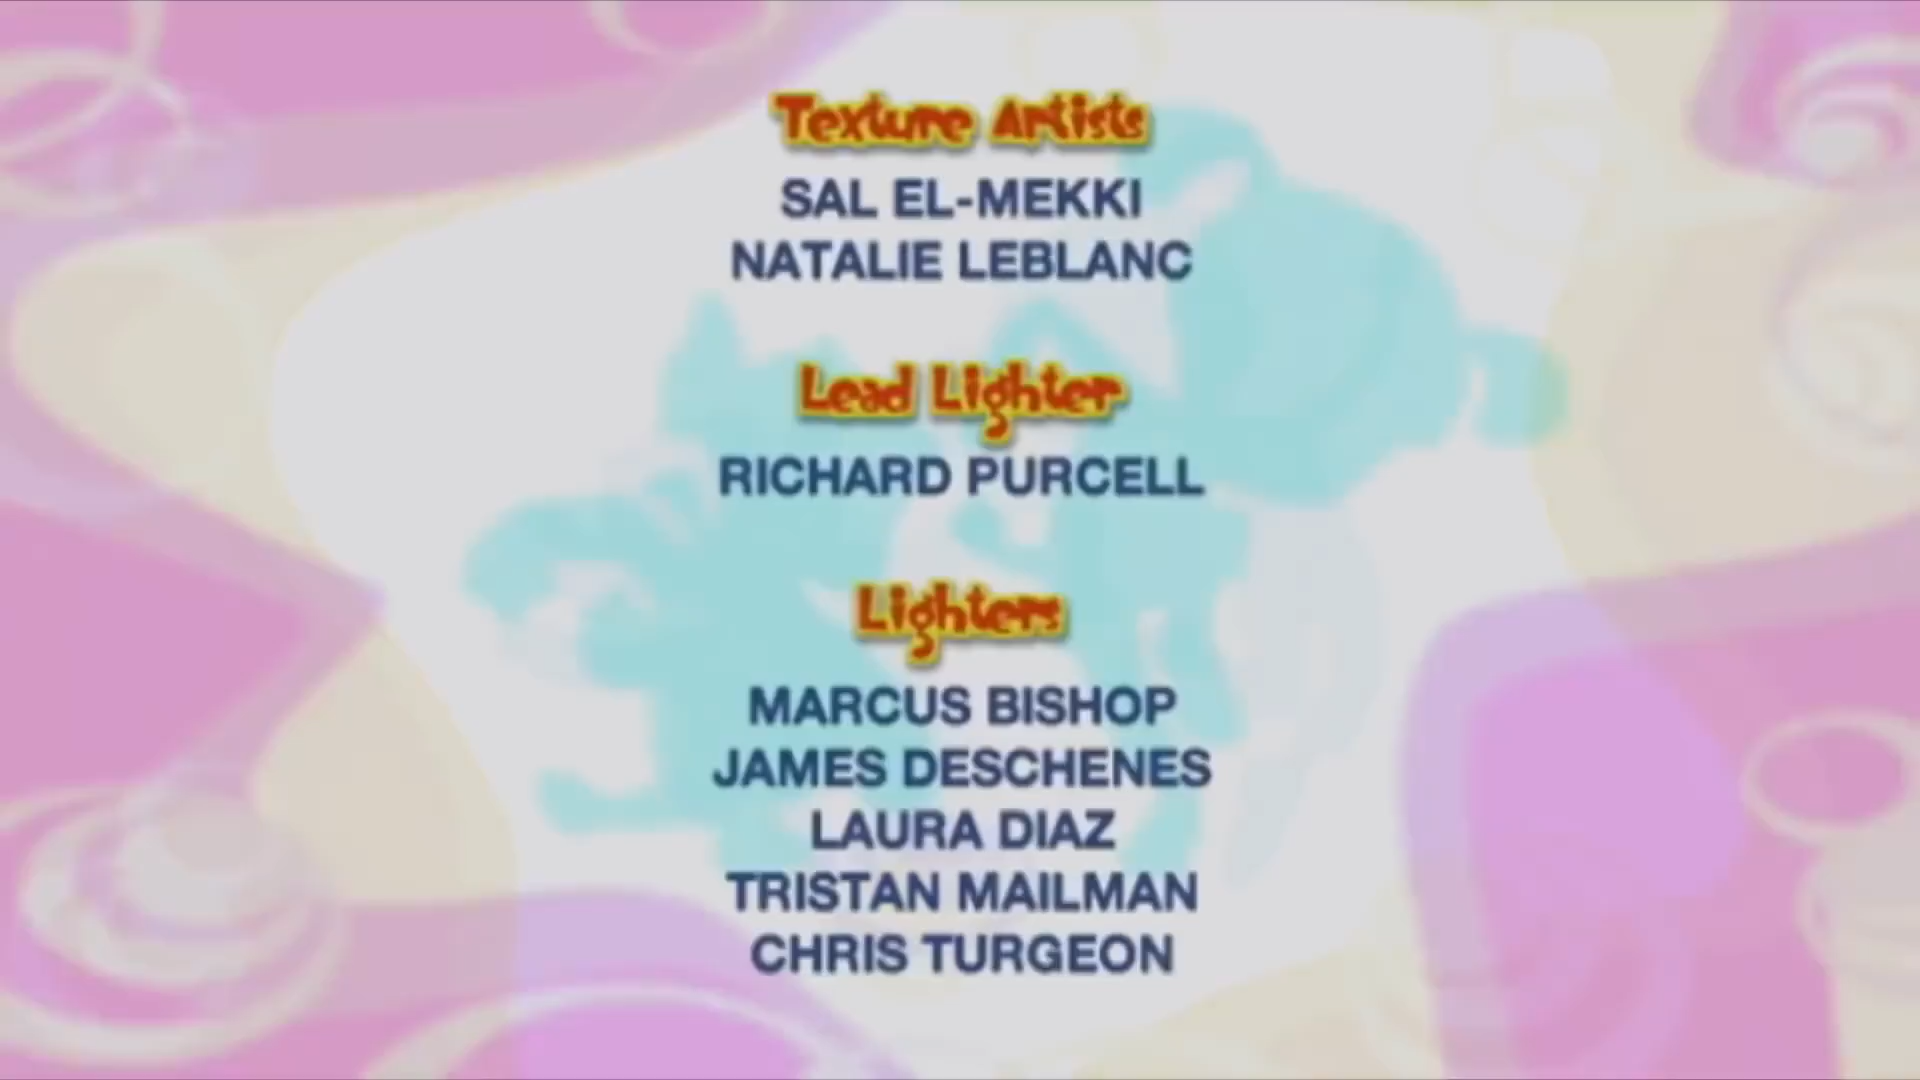 Texture Artists
SAL EL-MEKKI
NATALIE LEBLANC
Lead Lighter
RICHARD PURCELL
Lighters
MARCUS BISHOP
JAMES DESCHENES
LAURA DIAZ
TRISTAN MAILMAN
CHRIS TURGEON